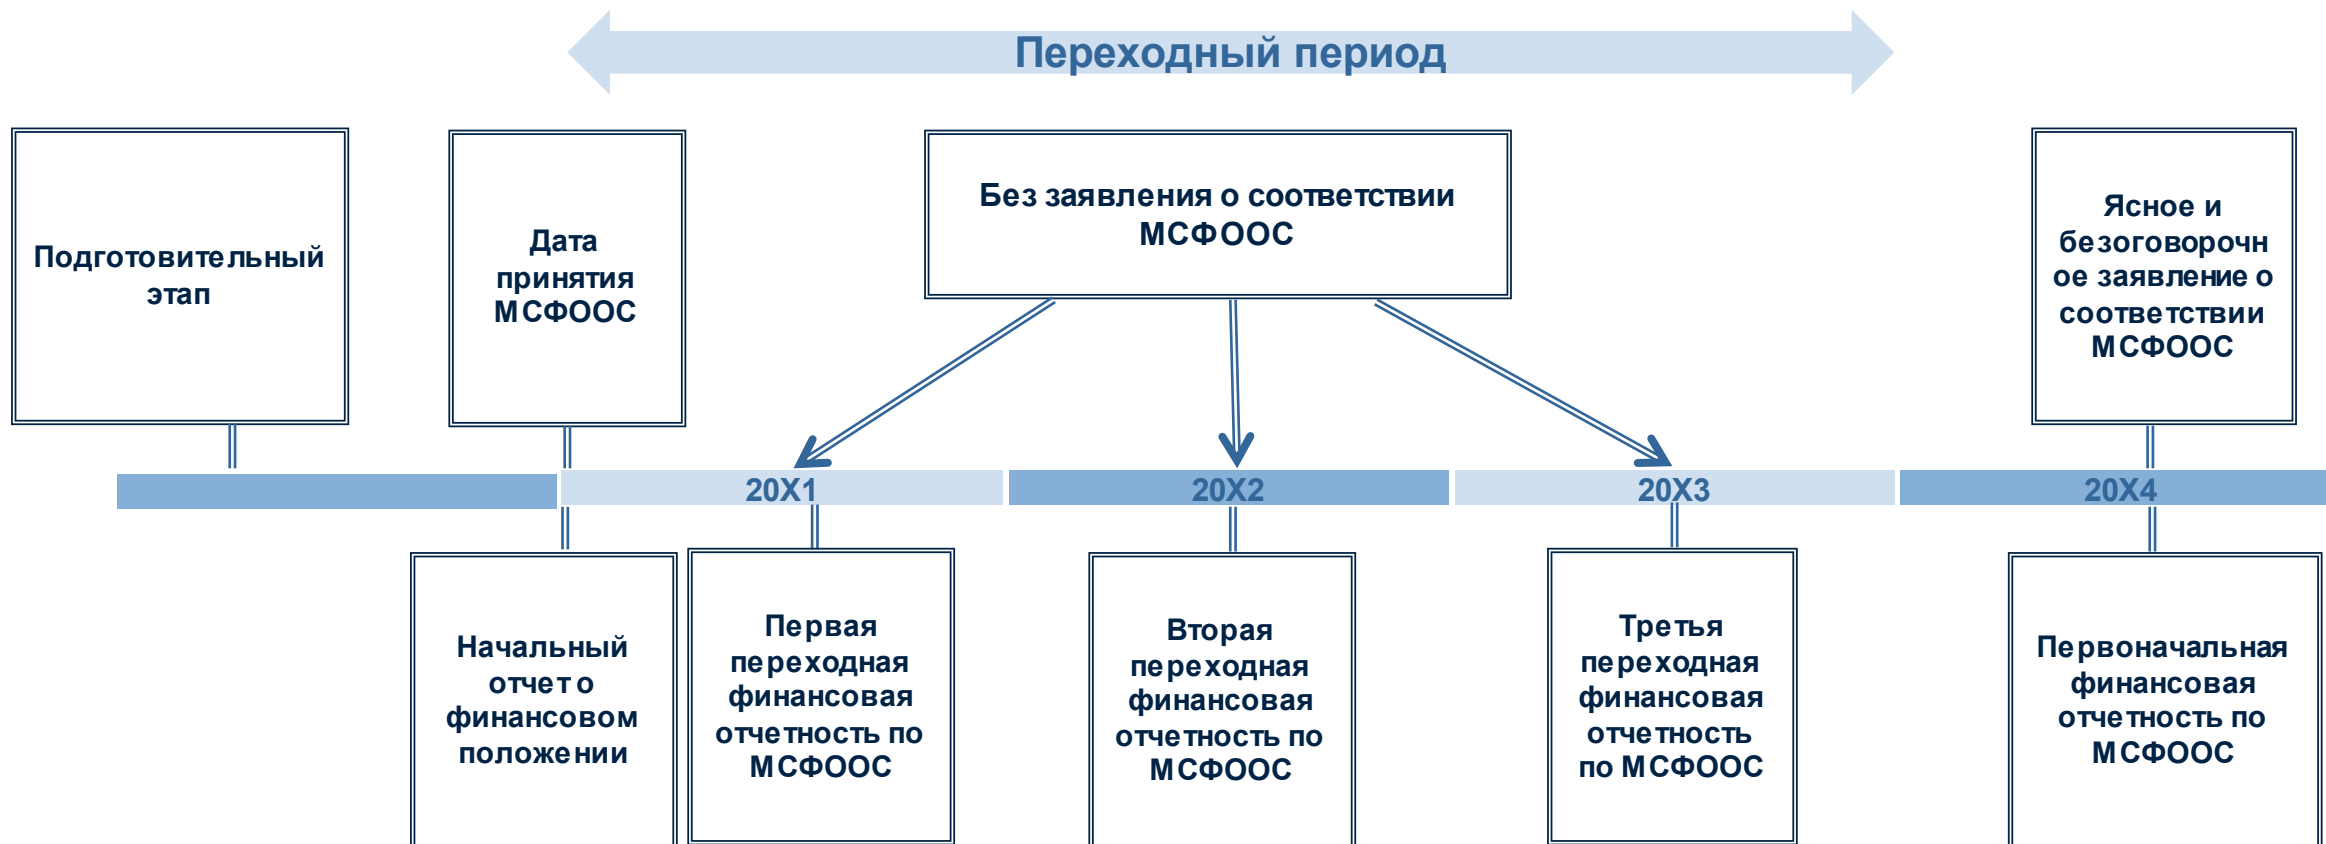 Переходный период
Подготовительный
этап
Дата
принятия
МСФООС
Без заявления о соответствии
МСФООС
Ясное и
безоговорочн
ое заявление о
соответствии
МСФООС
20X1
20X2
20X3
20X4
Начальный
отчет о
финансовом
положении
Первая
переходная
финансовая
отчетность по
МСФООС
Вторая
переходная
финансовая
отчетность по
МСФООС
Третья
переходная
финансовая
отчетность
по МСФООС
Первоначальная
финансовая
отчетность по
МСФООС